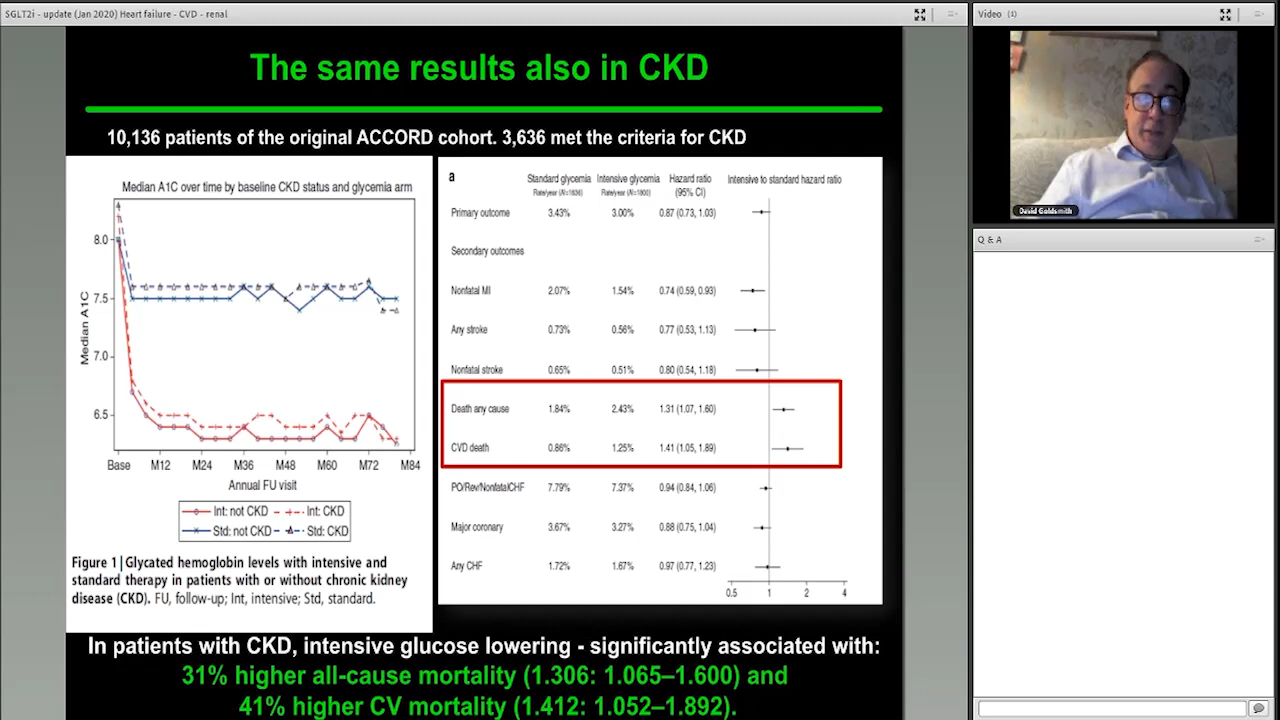 SGLT2i - update (Jan 2020) Heart failure - CVD - renal
Video (1)
The same results also in CKD
10,136 patients of the original ACCORD cohort. 3,636 met the criteria for CKD
Median A1C over time by baseline CKD status and glycemia arm
Median A1C
8.0
7.5
7.0
6.5
Base M12 M24 M36 M48 M60 M72 M84
Annual FU visit
Int: not CKD Int: CKD
Std: not CKD Std: CKD
Figure 1 | Glycated hemoglobin levels with intensive and
standard therapy in patients with or without chronic kidney
disease (CKD). FU, follow-up; Int, intensive; Std, standard.
a
Standard glycemia Intensive glycemia Hazard ratio Intensive to standard hazard ratio
Rate/year (N=1836) Rate/year (N=1800) (95% CI)
Primary outcome 3.43% 3.00% 0.87 (0.73, 1.03)
Secondary outcomes
Nonfatal MI 2.07% 1.54% 0.74 (0.59, 0.93)
Any stroke 0.73% 0.56% 0.77 (0.53, 1.13)
Nonfatal stroke 0.65% 0.51% 0.80 (0.54, 1.18)
Death any cause 1.84% 2.43% 1.31 (1.07, 1.60)
CVD death 0.86% 1.25% 1.41 (1.05, 1.89)
PO/Rev/NonfatalCHF 7.79% 7.37% 0.94 (0.84, 1.06)
Major coronary 3.67% 3.27% 0.88 (0.75, 1.04)
Any CHF 1.72% 1.67% 0.97 (0.77, 1.23)
0.5 1 2 4
In patients with CKD, intensive glucose lowering - significantly associated with:
31% higher all-cause mortality (1.306: 1.065–1.600) and
41% higher CV mortality (1.412: 1.052–1.892).
David Goldsmith
Q & A